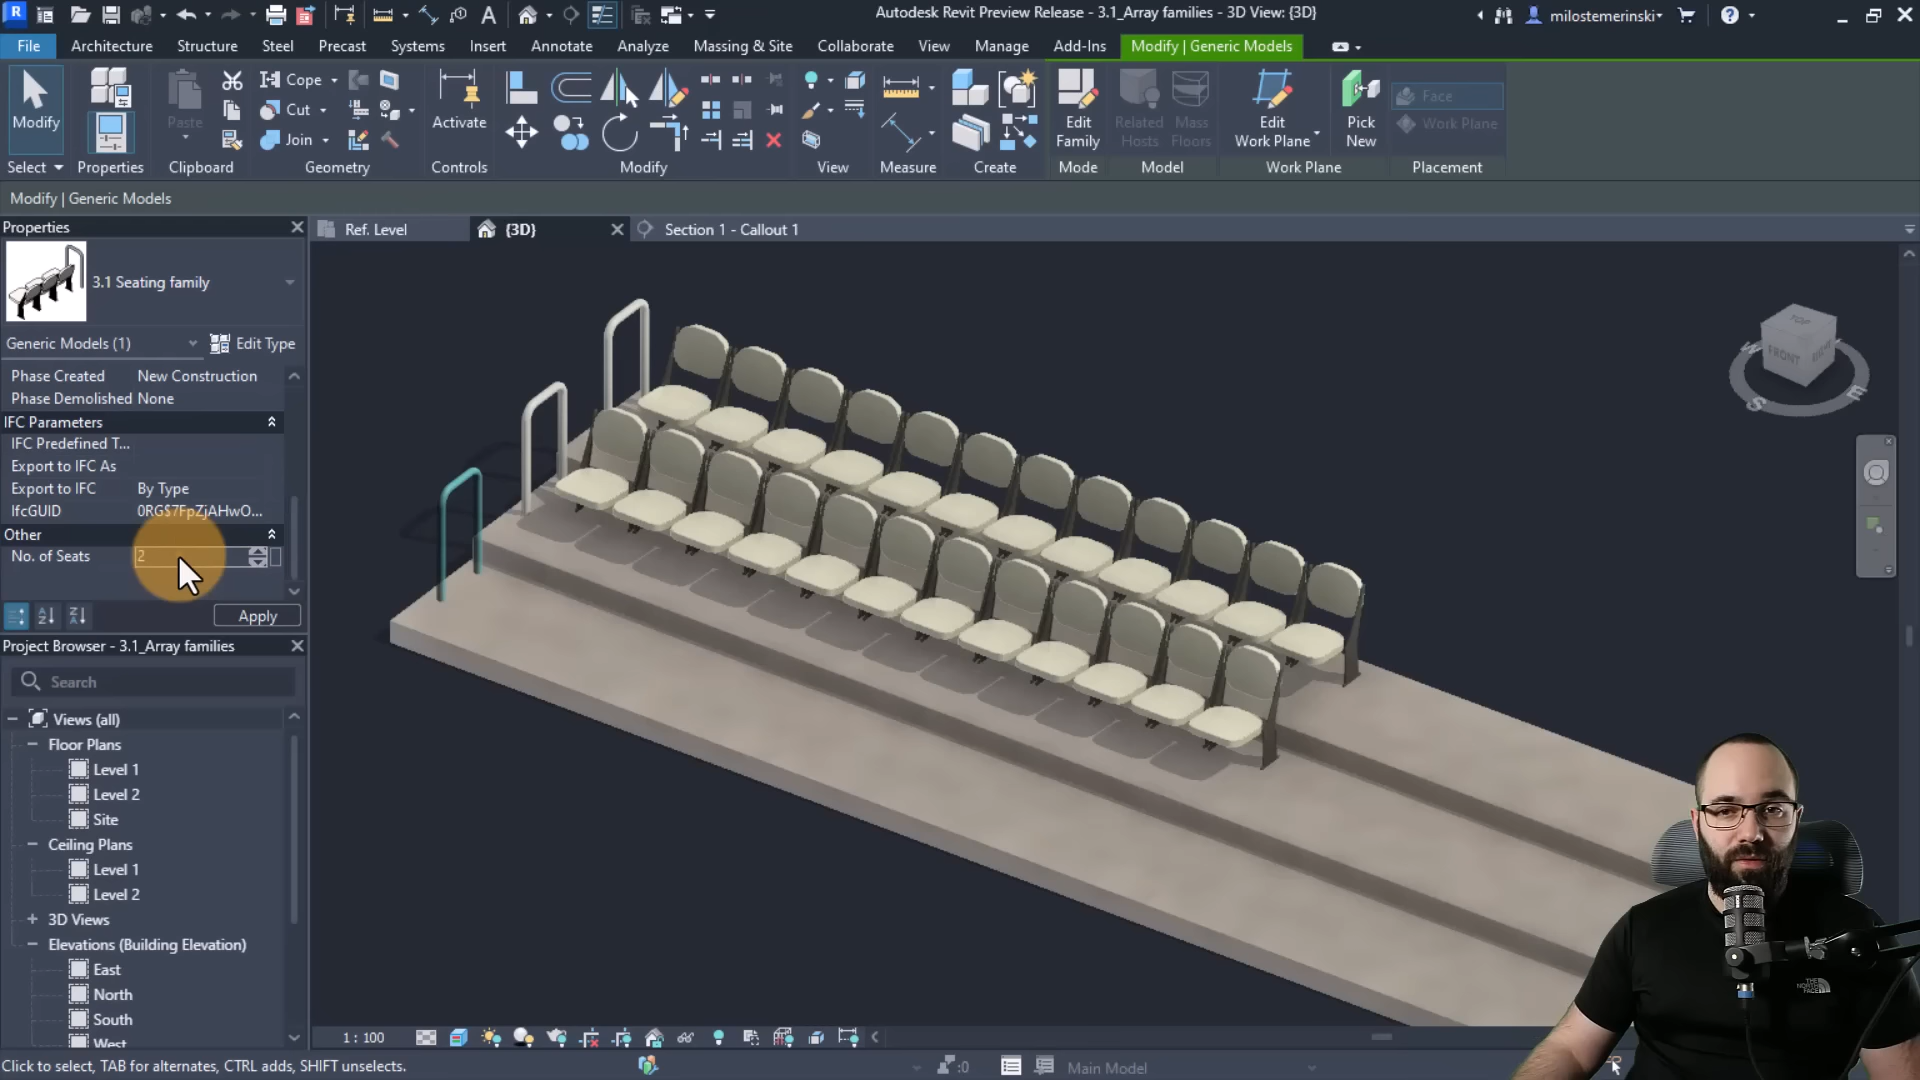 R
Autodesk Revit Preview Release - 3.1_Array families - 3D View: {3D}
milostemerinski
File
Architecture
Structure
Steel
Precast
Systems
Insert
Annotate
Analyze
Massing & Site
Collaborate
View
Manage
Add-Ins
Modify | Generic Models
Modify
Paste
Cope
Cut
Join
Activate
Edit Family
Related Hosts
Mass Floors
Edit Work Plane
Pick New
Face
Work Plane
Select
Properties
Clipboard
Geometry
Controls
Modify
View
Measure
Create
Mode
Model
Work Plane
Placement
Modify | Generic Models
Properties
3.1 Seating family
Generic Models (1)
Edit Type
Phase Created New Construction
Phase Demolished None
IFC Parameters
IFC Predefined T...
Export to IFC As
Export to IFC By Type
IfcGUID 0RG$7FpZjAHwO...
Other
No. of Seats 2
Apply
Project Browser - 3.1_Array families
Search
Views (all)
Floor Plans
Level 1
Level 2
Site
Ceiling Plans
Level 1
Level 2
3D Views
Elevations (Building Elevation)
East
North
South
West
Ref. Level
{3D}
Section 1 - Callout 1
TOP
FRONT
RIGHT
W
S
E
THE NORTH FACE
1 : 100
Click to select, TAB for alternates, CTRL adds, SHIFT unselects.
:0
Main Model